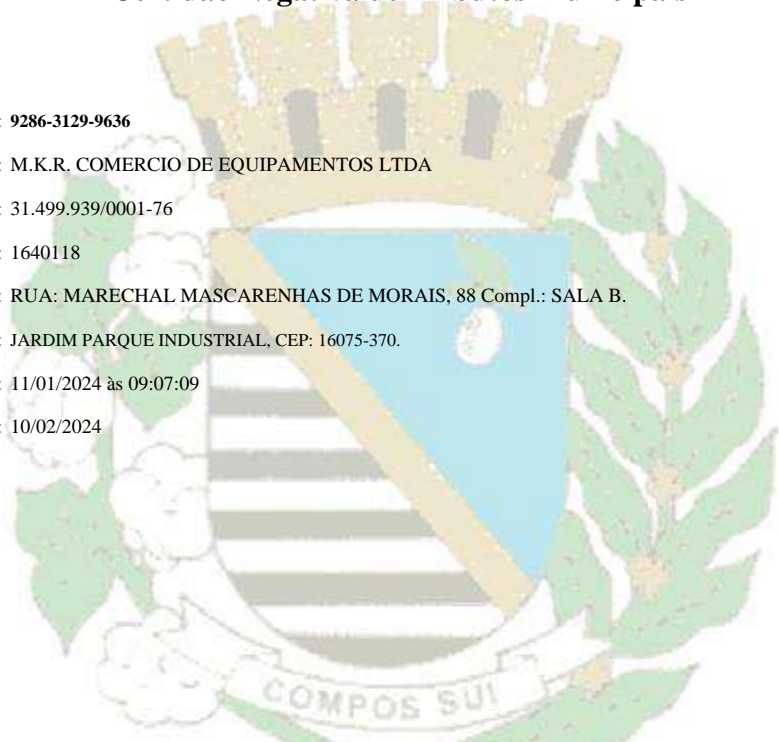 : 9286-3129-9636
: M.K.R. COMERCIO DE EQUIPAMENTOS LTDA
: 31.499.939/0001-76
: 1640118
: RUA: MARECHAL MASCARENHAS DE MORAIS, 88 Compl.: SALA B.
: JARDIM PARQUE INDUSTRIAL, CEP: 16075-370.
: 11/01/2024 às 09:07:09
: 10/02/2024
COMPOS SUI